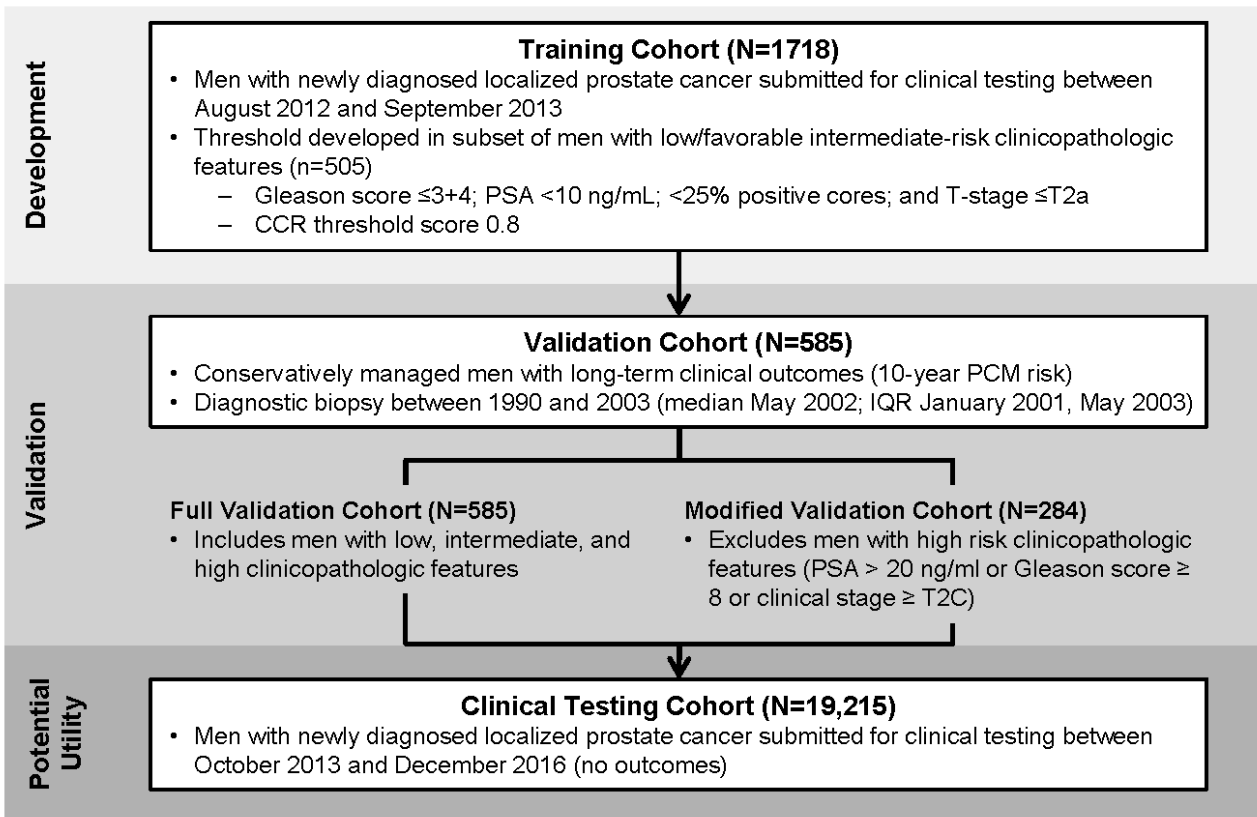 Development
Training Cohort (N=1718)
• Men with newly diagnosed localized prostate cancer submitted for clinical testing between
August 2012 and September 2013
• Threshold developed in subset of men with low/favorable intermediate-risk clinicopathologic
features (n=505)
– Gleason score ≤3+4; PSA <10 ng/mL; <25% positive cores; and T-stage ≤T2a
– CCR threshold score 0.8
Validation
Validation Cohort (N=585)
• Conservatively managed men with long-term clinical outcomes (10-year PCM risk)
• Diagnostic biopsy between 1990 and 2003 (median May 2002; IQR January 2001, May 2003)
Full Validation Cohort (N=585)
• Includes men with low, intermediate, and
high clinicopathologic features
Modified Validation Cohort (N=284)
• Excludes men with high risk clinicopathologic
features (PSA > 20 ng/ml or Gleason score ≥
8 or clinical stage ≥ T2C)
Potential
Utility
Clinical Testing Cohort (N=19,215)
• Men with newly diagnosed localized prostate cancer submitted for clinical testing between
October 2013 and December 2016 (no outcomes)